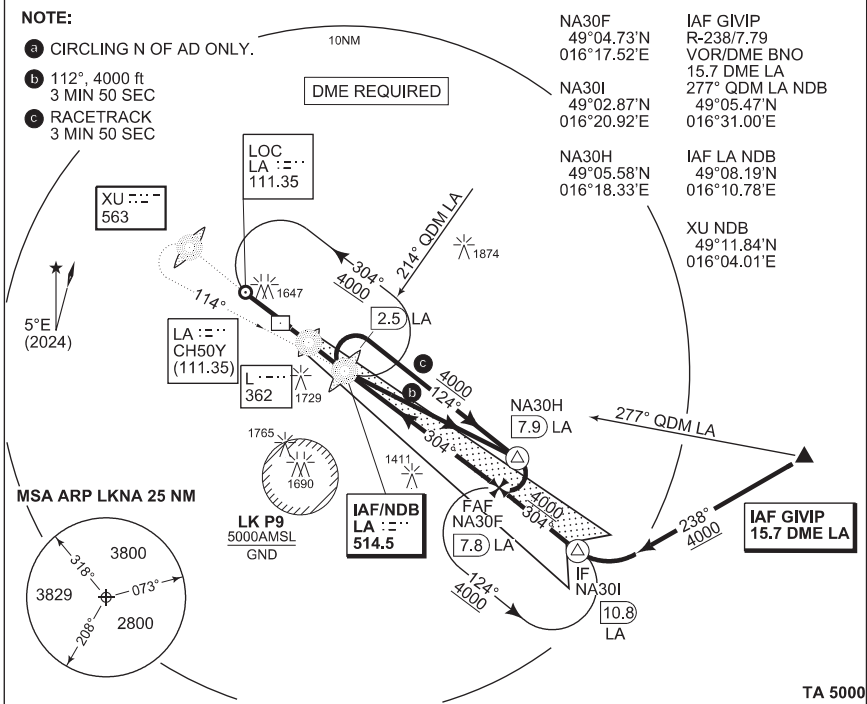 NOTE:
a CIRCLING N OF AD ONLY.
b 112°, 4000 ft
3 MIN 50 SEC
c RACETRACK
3 MIN 50 SEC
10NM
DME REQUIRED
NA30F
49°04.73'N
016°17.52'E
NA30I
49°02.87'N
016°20.92'E
NA30H
49°05.58'N
016°18.33'E
IAF GIVIP
R-238/7.79
VOR/DME BNO
15.7 DME LA
277° QDM LA NDB
49°05.47'N
016°31.00'E
IAF LA NDB
49°08.19'N
016°10.78'E
XU NDB
49°11.84'N
016°04.01'E
LOC
LA
111.35
XU
563
214° QDM LA
1874
304°
4000
1647
114°
5°E
(2024)
2.5 LA
LA
CH50Y
(111.35)
L
362
1729
c
4000
124°
b
NA30H
7.9 LA
277° QDM LA
304°
1765
1690
1411
4000
304°
FAF
NA30F
7.8 LA
238°
4000
IAF GIVIP
15.7 DME LA
IAF/NDB
LA
514.5
LK P9
5000AMSL
GND
IF
NA30I
10.8
LA
124°
4000
MSA ARP LKNA 25 NM
3800
318°
3829
073°
208°
2800
TA 5000